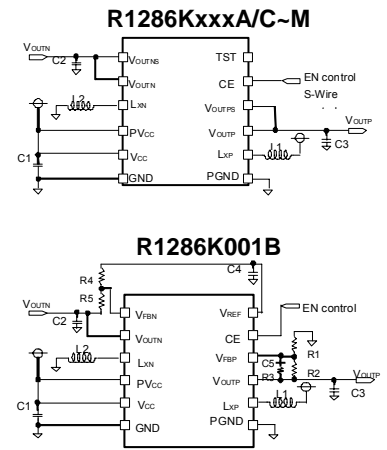 R1286KxxxA/C~M
VOUTN
C2
VOUTNS
TST
VOUTN
CE
EN control
S-Wire
L2
LXN
VOUTPS
PVCC
VOUTP
VOUTP
C1
VCC
LXP
L1
C3
GND
PGND
R1286K001B
C4
R4
R5
VOUTN
C2
VFBN
VREF
EN control
VOUTN
CE
L2
LXN
VFBP
C5
R1
PVCC
VOUTP
R3
R2
VOUTP
C1
VCC
LXP
L1
C3
GND
PGND